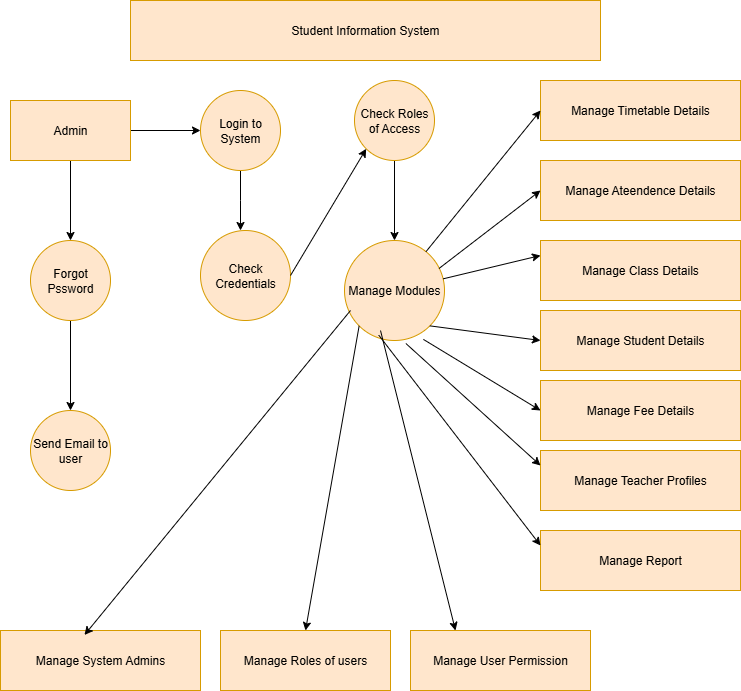 Student Information System
Admin
Login to
System
Check Roles
of Access
Manage Timetable Details
Manage Ateendence Details
Forgot
Pssword
Check
Credentials
Manage Modules
Manage Class Details
Manage Student Details
Manage Fee Details
Send Email to
user
Manage Teacher Profiles
Manage Report
Manage System Admins
Manage Roles of users
Manage User Permission